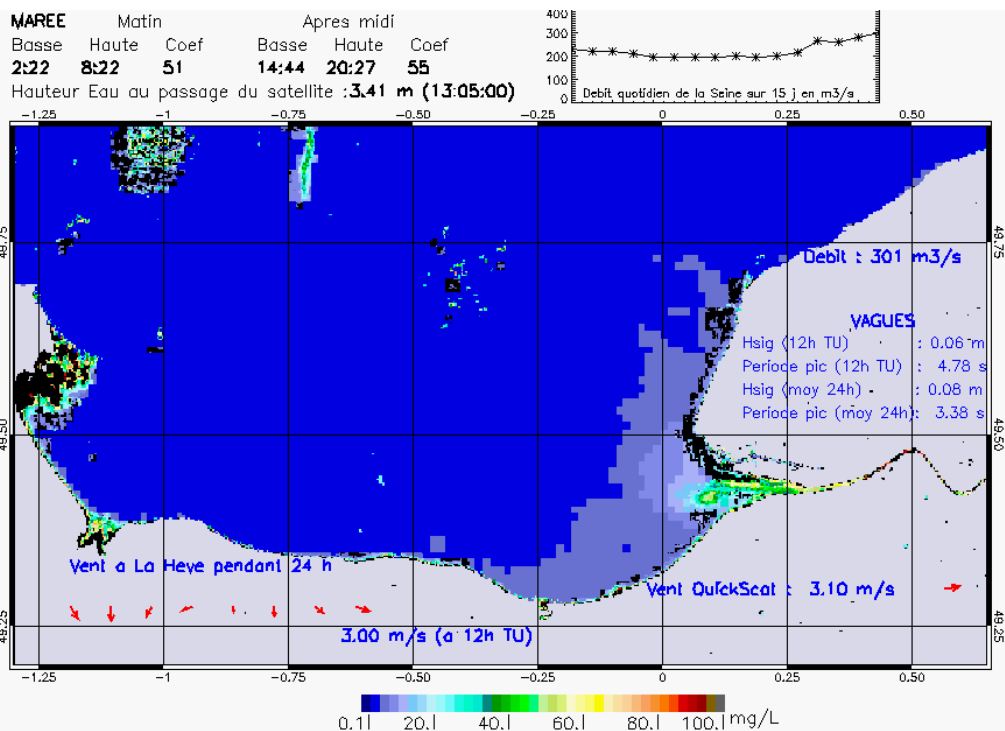 MAREE Matin Apres midi
Basse Haute Coef Basse Haute Coef
2:22 8:22 51 14:44 20:27 55
Hauteur Eau au passage du satellite : 3.41 m (13:05:00)
400
300
200
100
0
Debit quotidien de la Seine sur 15 j en m3/s
-1.25 -1 -0.75 -0.50 -0.25 0 0.25 0.50
49.75 49.75
Debit : 301 m3/s
VAGUES
Hsig (12h TU) : 0.06 m
Periode pic (12h TU) : 4.78 s
Hsig (moy 24h) : 0.08 m
Periode pic (moy 24h): 3.38 s
49.50 49.50
Vent a La Heve pendant 24 h
Vent QuickScat : 3.10 m/s
49.25 49.25
3.00 m/s (a 12h TU)
-1.25 -1 -0.75 -0.50 -0.25 0 0.25 0.50
0.1 20.1 40.1 60.1 80.1 100.1 mg/L